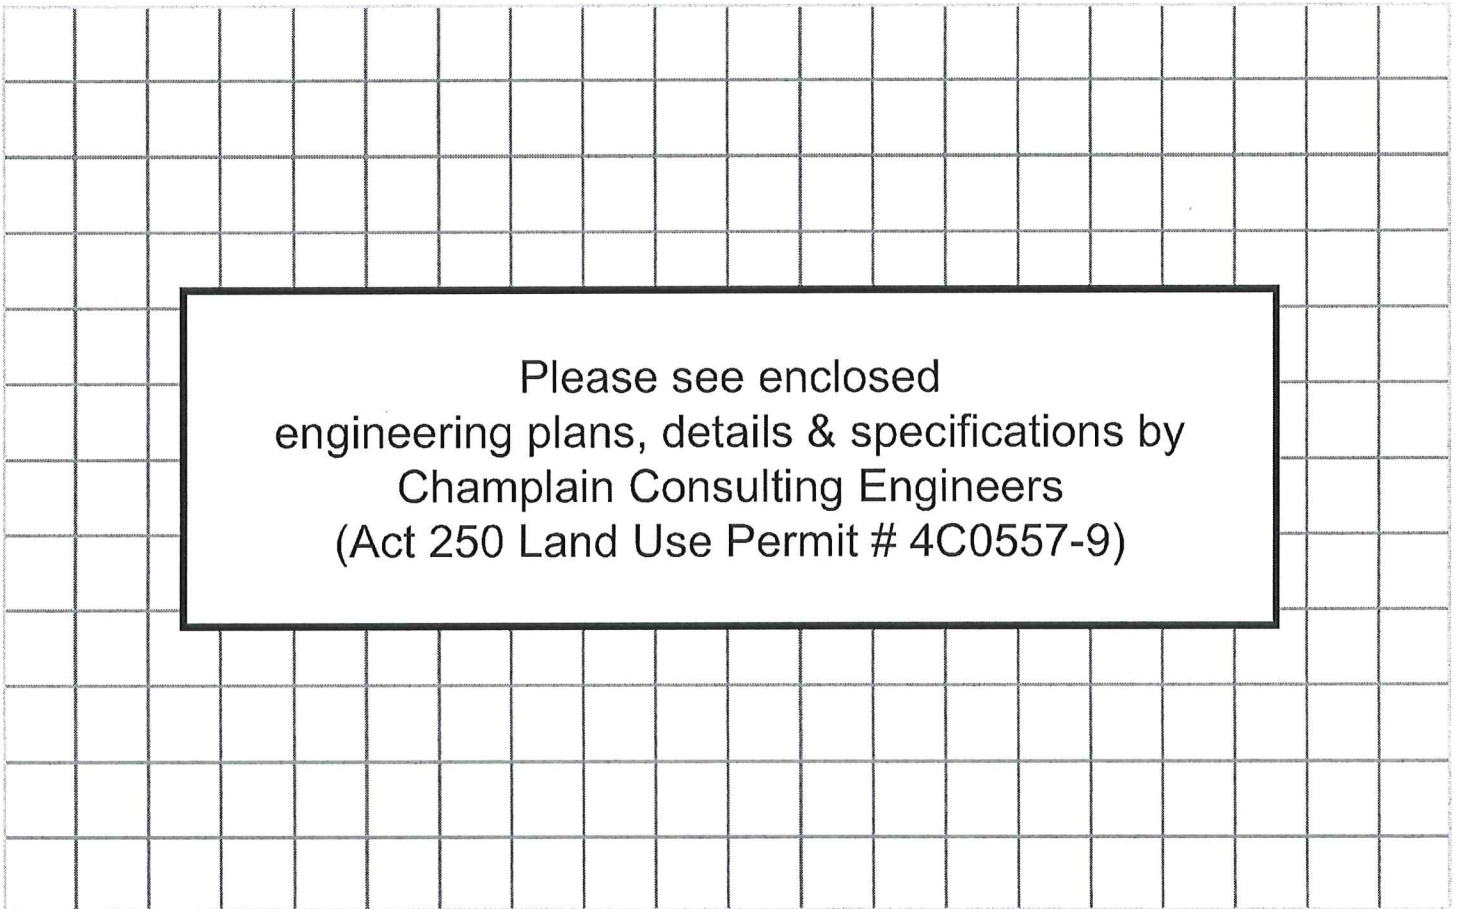 Please see enclosed
engineering plans, details & specifications by
Champlain Consulting Engineers
(Act 250 Land Use Permit # 4C0557-9)